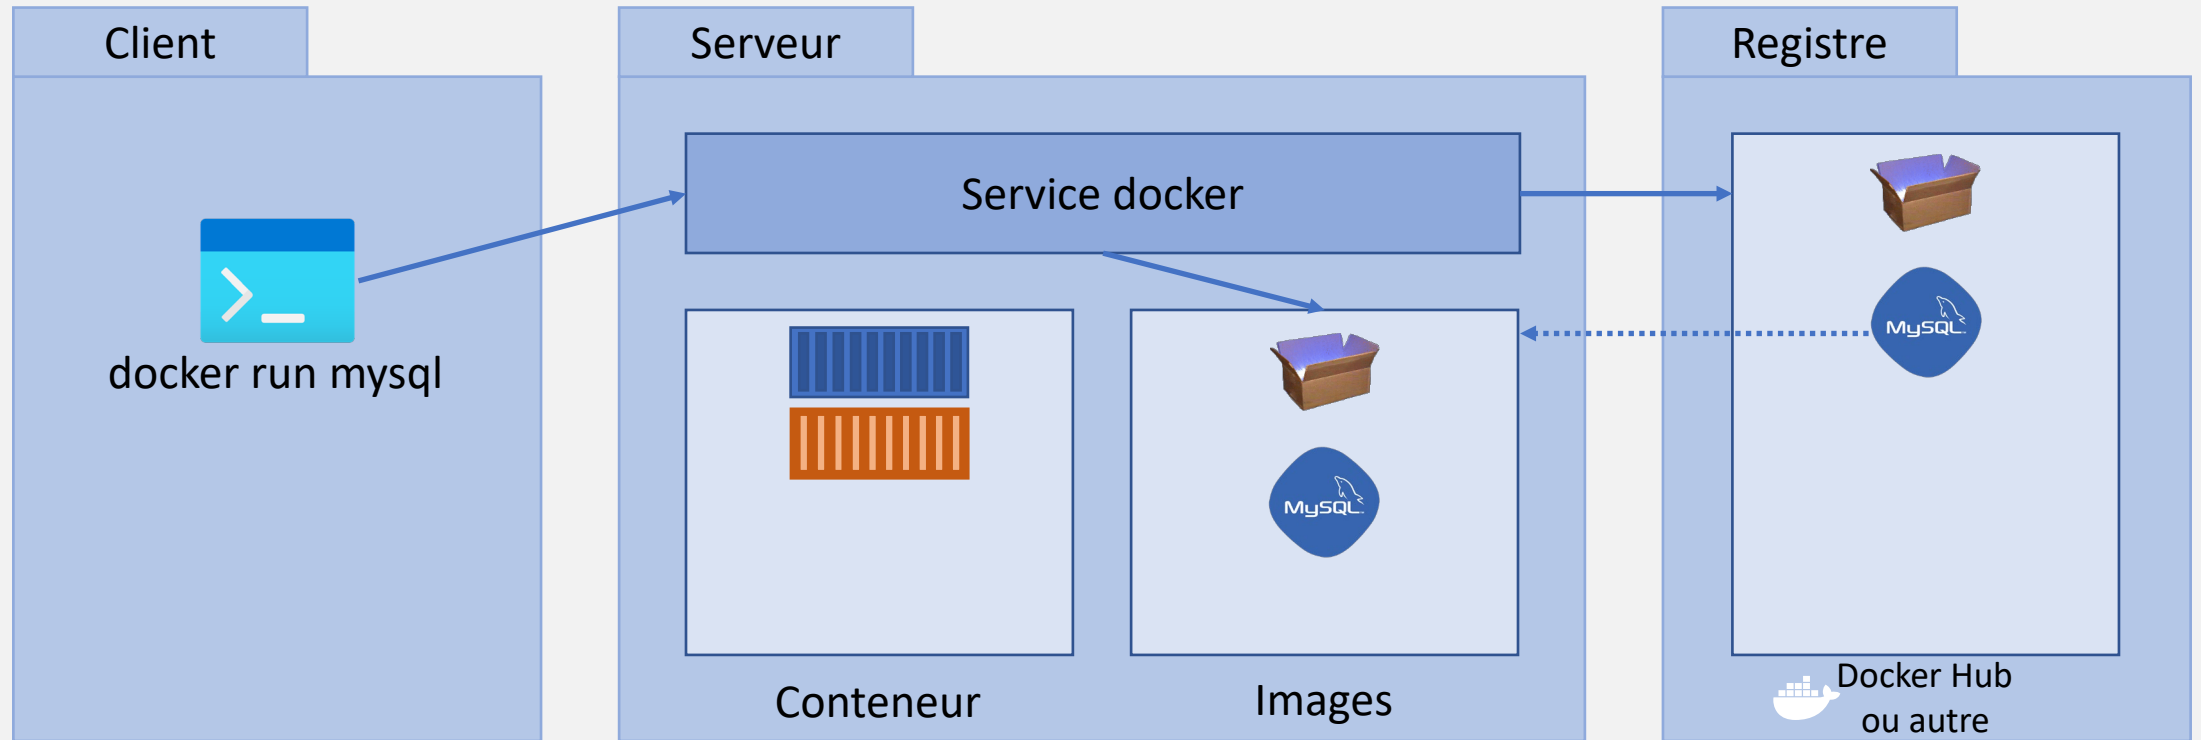 Client
Serveur
Registre
Service docker
docker run mysql
MySQL
MySQL
Conteneur
Images
Docker Hub
ou autre